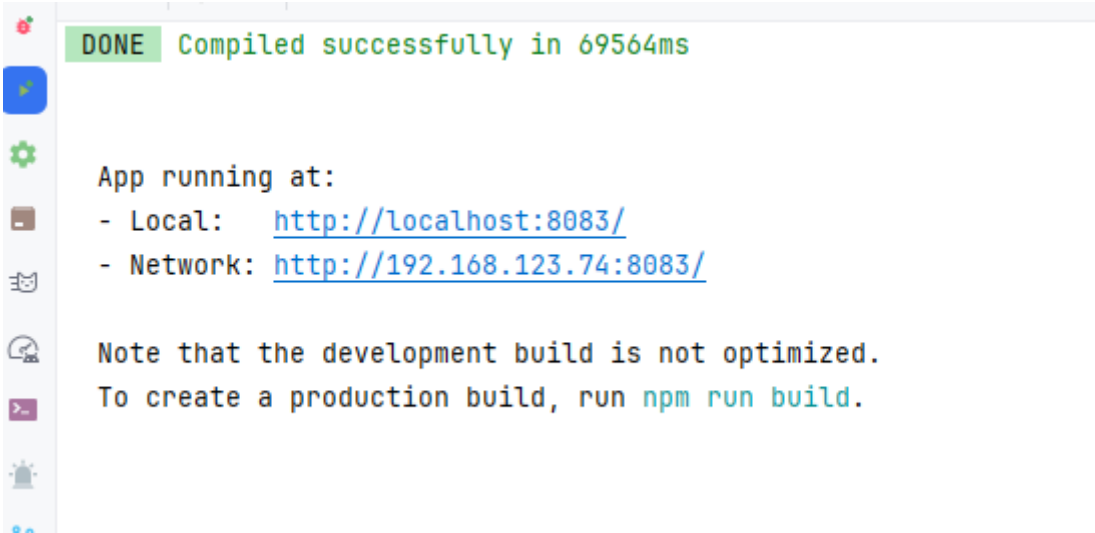 DONE  Compiled successfully in 69564ms
App running at:
- Local:   http://localhost:8083/
- Network: http://192.168.123.74:8083/
Note that the development build is not optimized.
To create a production build, run npm run build.